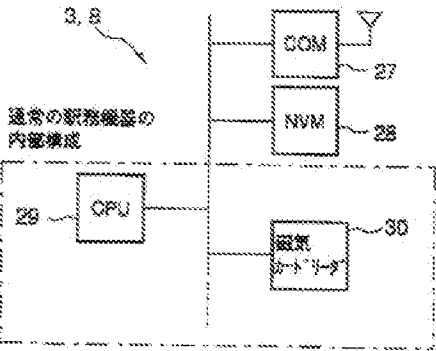 3, 8
COM
27
通常の駅務機器の
内部構成
NVM
28
29
CPU
磁気
カードリーダ
30